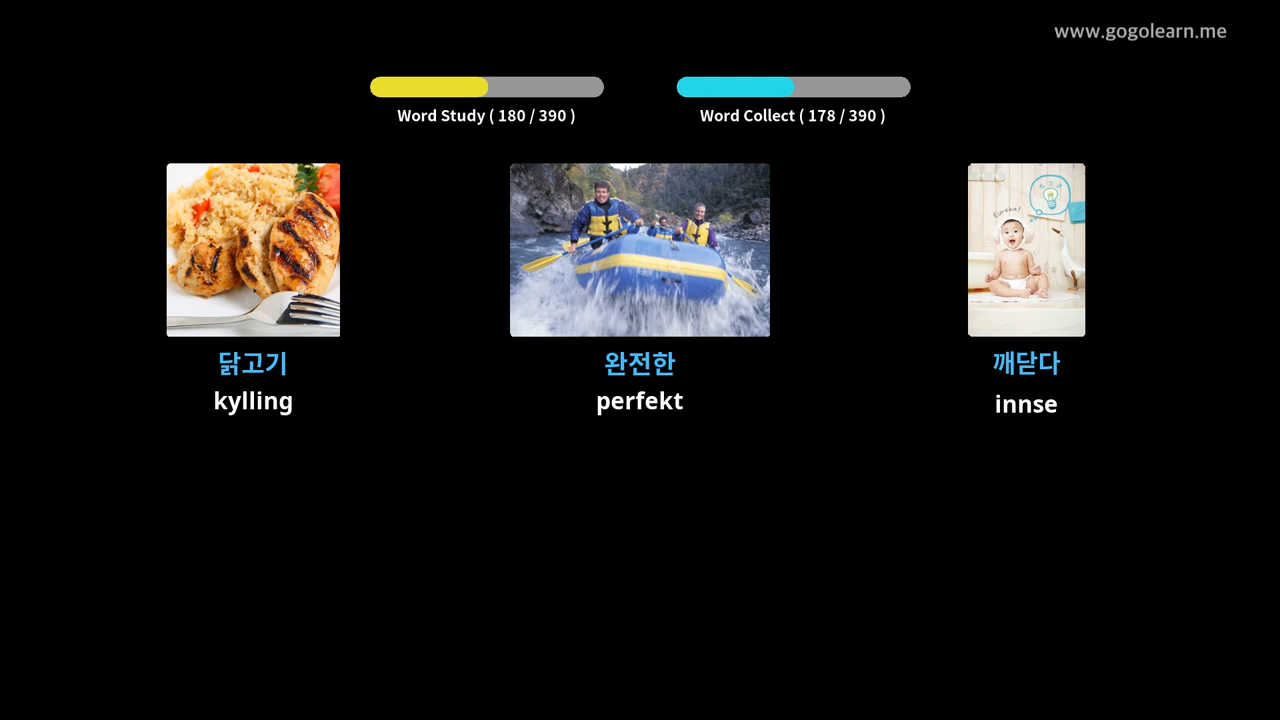 www.gogolearn.me
Word Study ( 180 / 390 )
Word Collect ( 178 / 390 )
Eureka!
닭고기
완전한
깨닫다
kylling
perfekt
innse